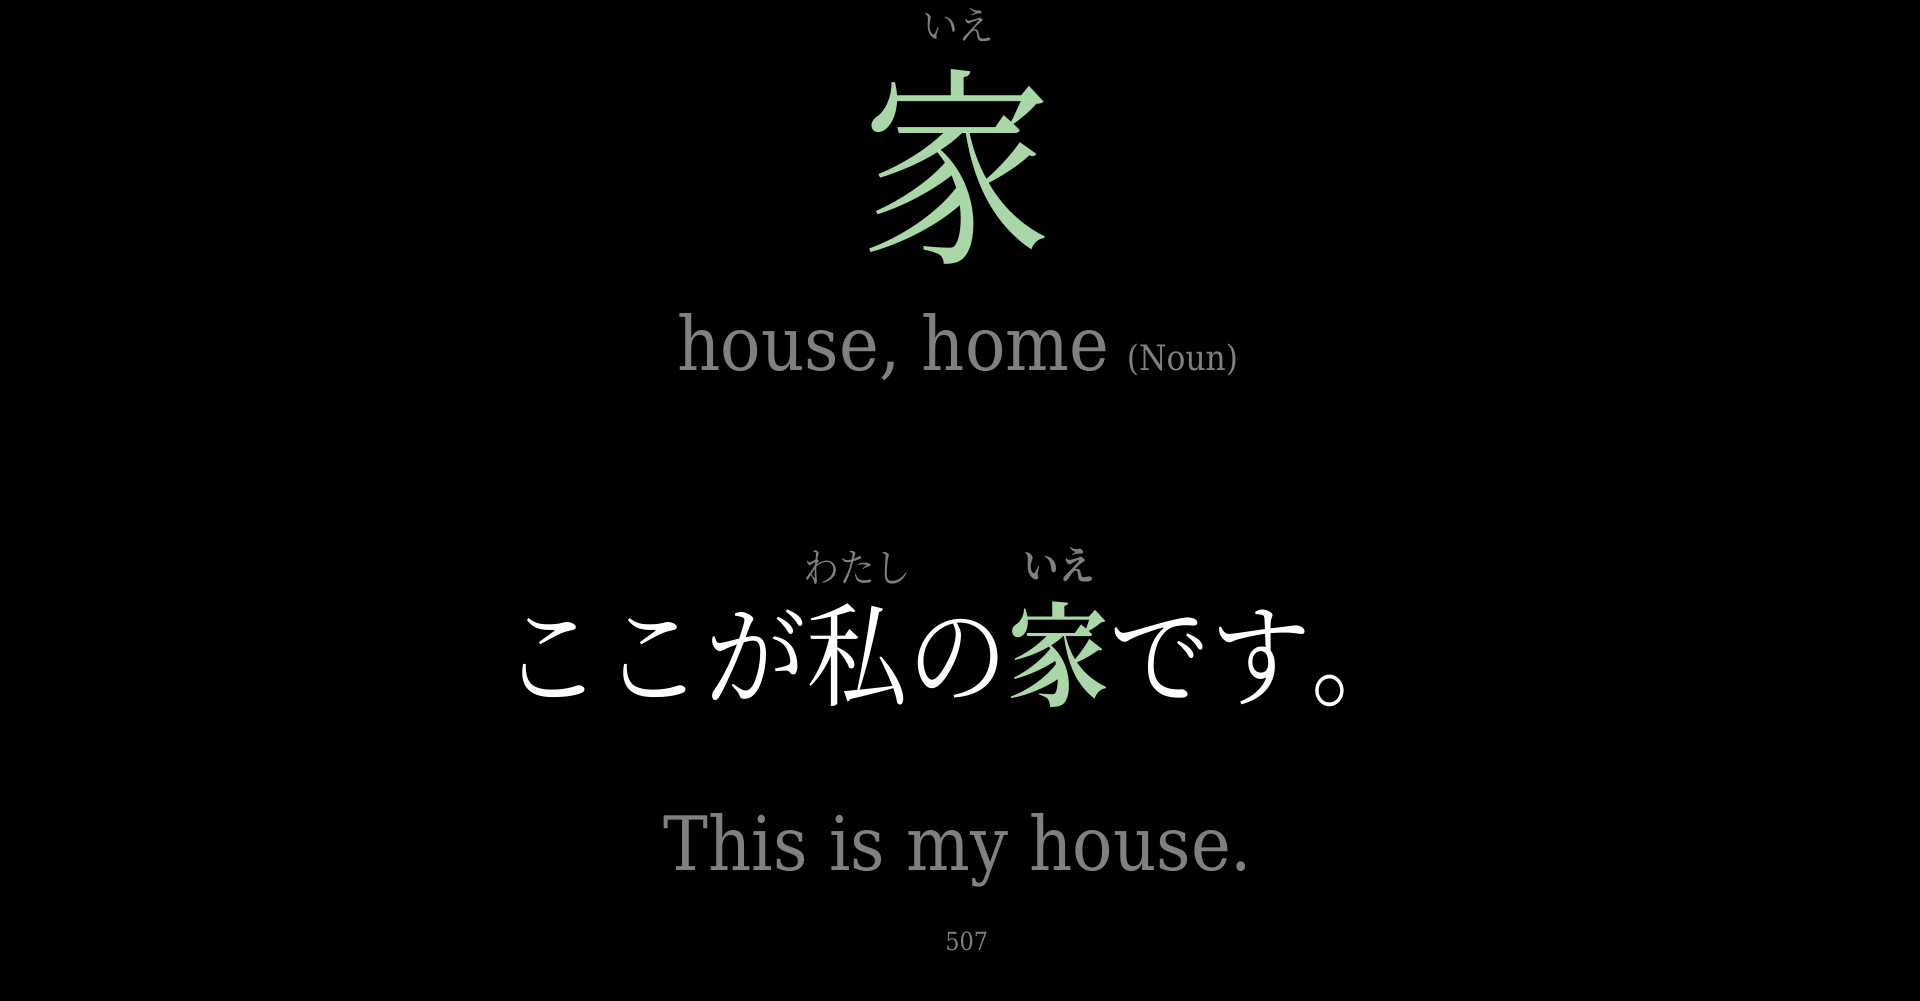 いえ
家
house, home (Noun)
わたし いえ
ここが私の家です。
This is my house.
507